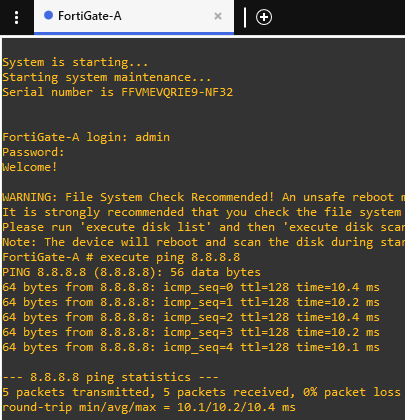 FortiGate-A
System is starting...
Starting system maintenance...
Serial number is FFVMEVQRIE9-NF32
FortiGate-A login: admin
Password:
Welcome!
WARNING: File System Check Recommended! An unsafe reboot m
It is strongly recommended that you check the file system
Please run 'execute disk list' and then 'execute disk scan
Note: The device will reboot and scan the disk during star
FortiGate-A # execute ping 8.8.8.8
PING 8.8.8.8 (8.8.8.8): 56 data bytes
64 bytes from 8.8.8.8: icmp_seq=0 ttl=128 time=10.4 ms
64 bytes from 8.8.8.8: icmp_seq=1 ttl=128 time=10.2 ms
64 bytes from 8.8.8.8: icmp_seq=2 ttl=128 time=10.4 ms
64 bytes from 8.8.8.8: icmp_seq=3 ttl=128 time=10.2 ms
64 bytes from 8.8.8.8: icmp_seq=4 ttl=128 time=10.1 ms
--- 8.8.8.8 ping statistics ---
5 packets transmitted, 5 packets received, 0% packet loss
round-trip min/avg/max = 10.1/10.2/10.4 ms